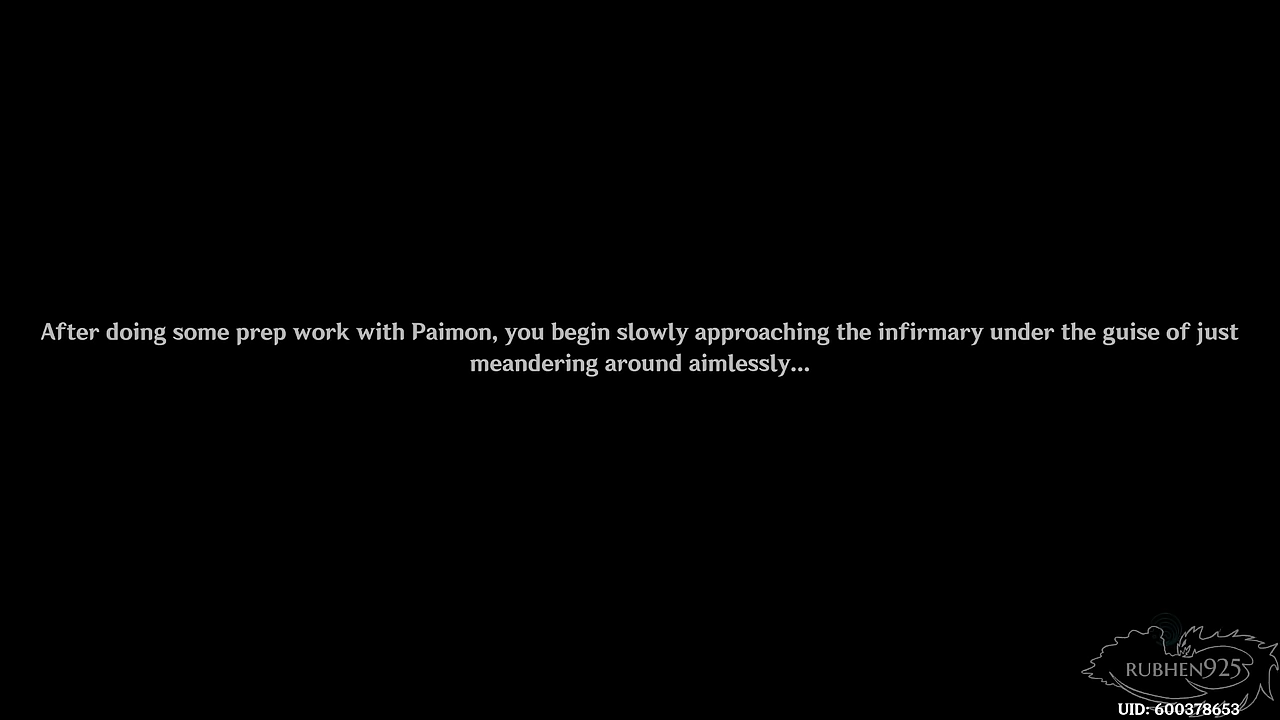 After doing some prep work with Paimon, you begin slowly approaching the infirmary under the guise of just
meandering around aimlessly...
RUBHEN925
UID: 600378653